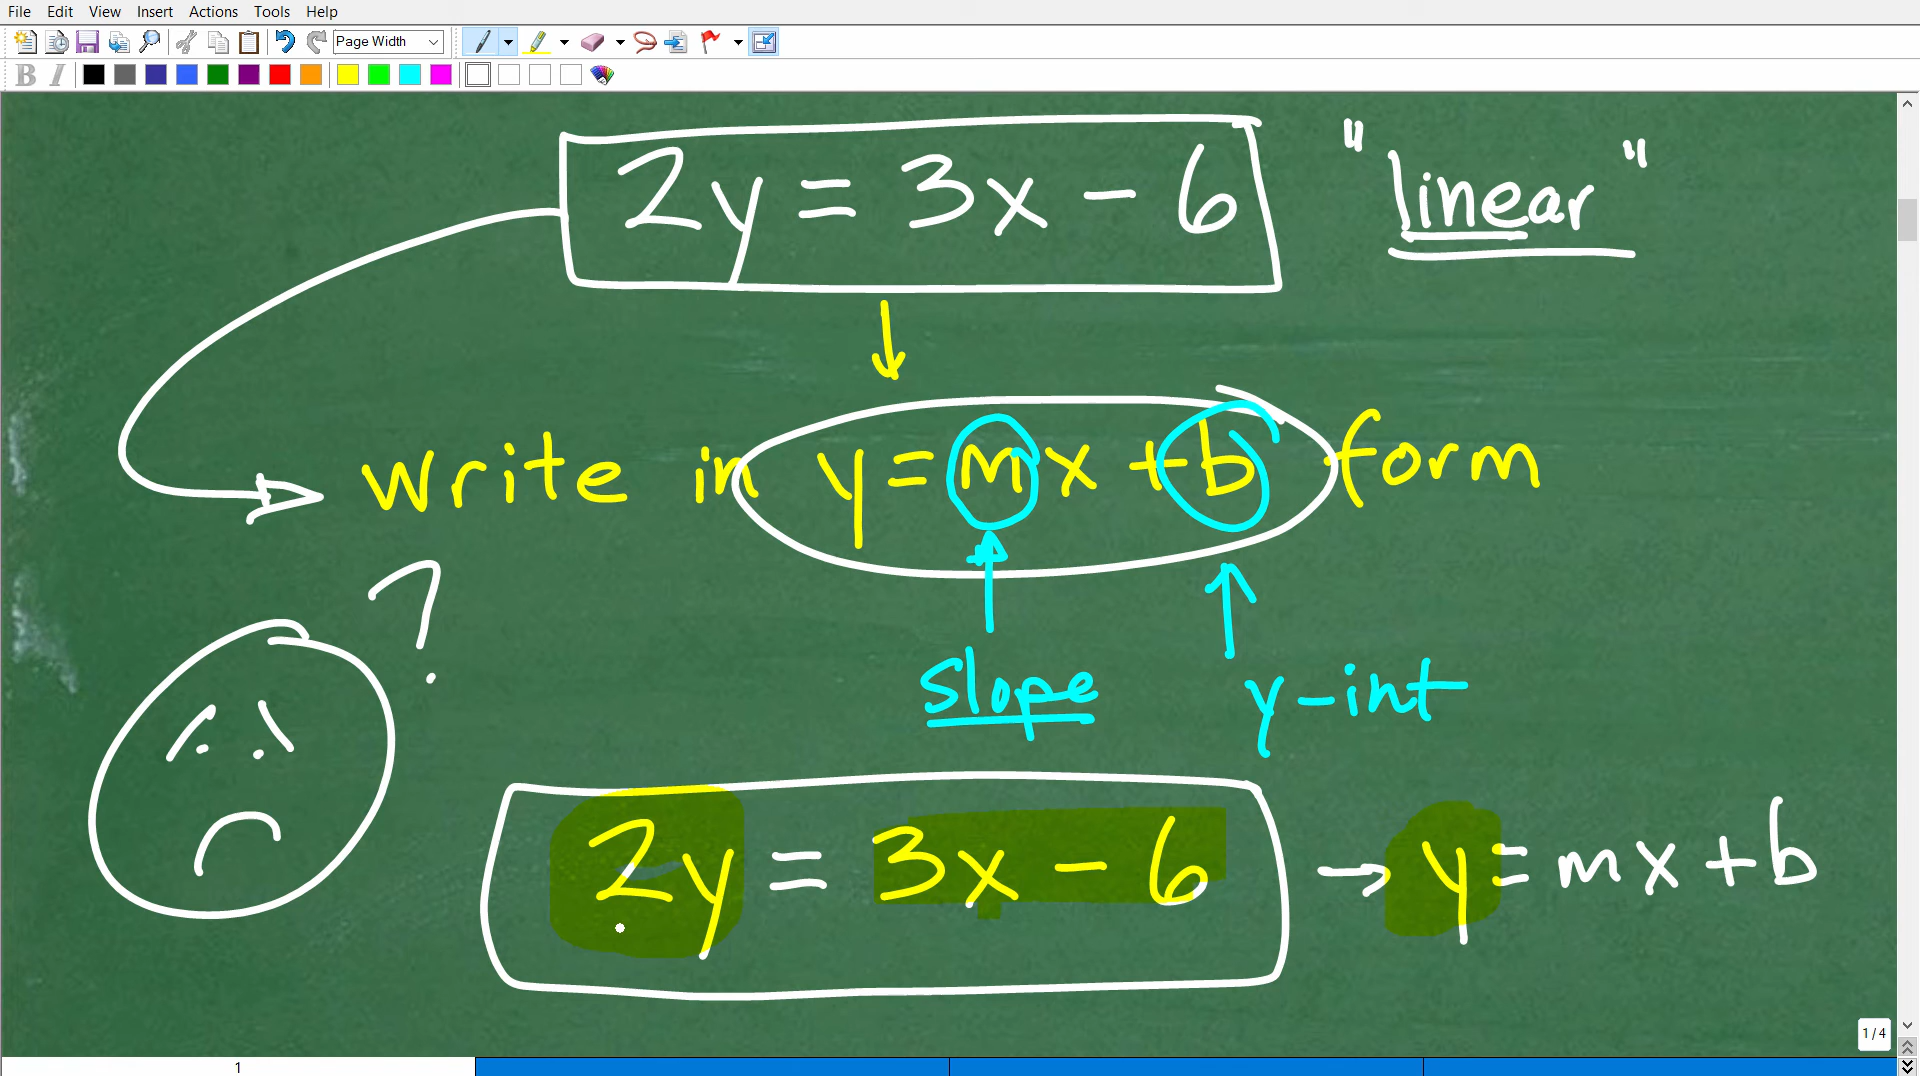 File Edit View Insert Actions Tools Help
Page Width
B I
2y = 3x - 6 "linear"
Write in y = mx + b form
?
slope y-int
2y = 3x - 6 → y = mx + b
1 / 4
1